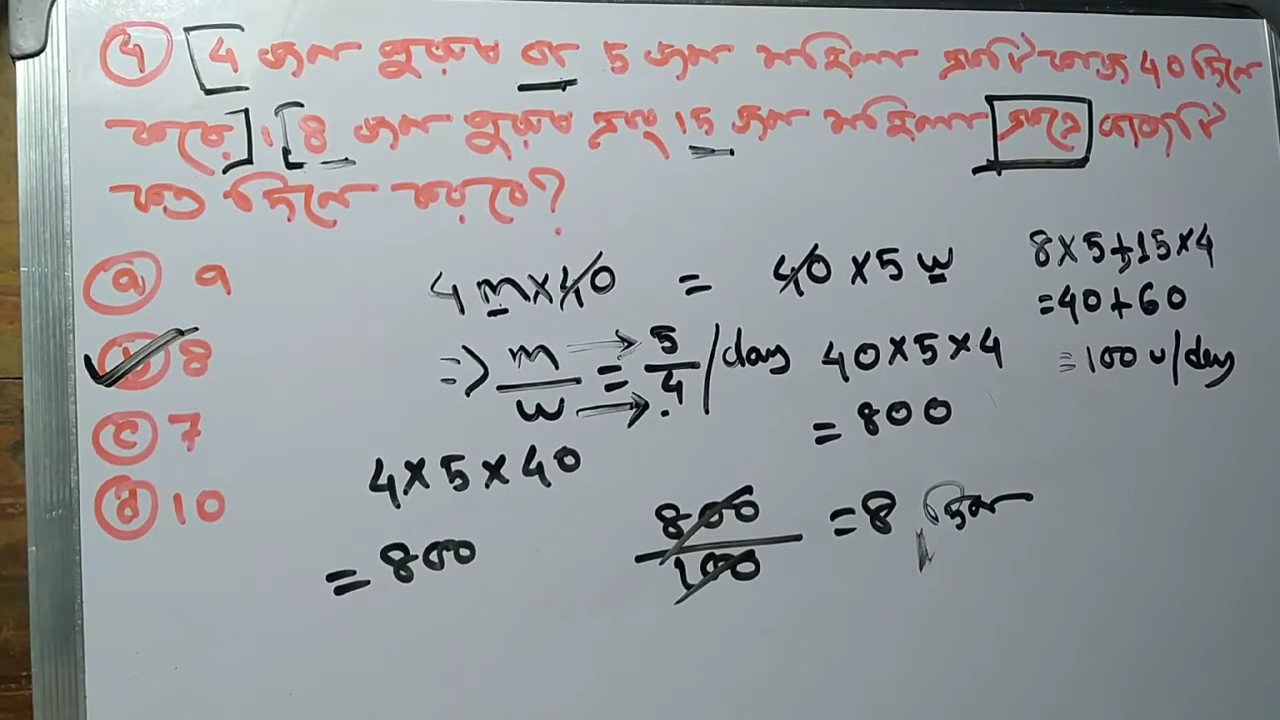 4 4 জন পুরুষ বা 5 জন মহিলা একটি কাজ 40 দিনে
করে। 8 জন পুরুষ এবং 15 জন মহিলা একত্রে কাজটি
কত দিনে করবে?
a 9
b 8
c 7
d 10
4m×40 = 40×5w
⇒ m/w = 5/4 /day
4×5×40
= 800
40×5×4
= 800
8×5+15×4
=40+60
=100 u/day
800/100 = 8 দিন